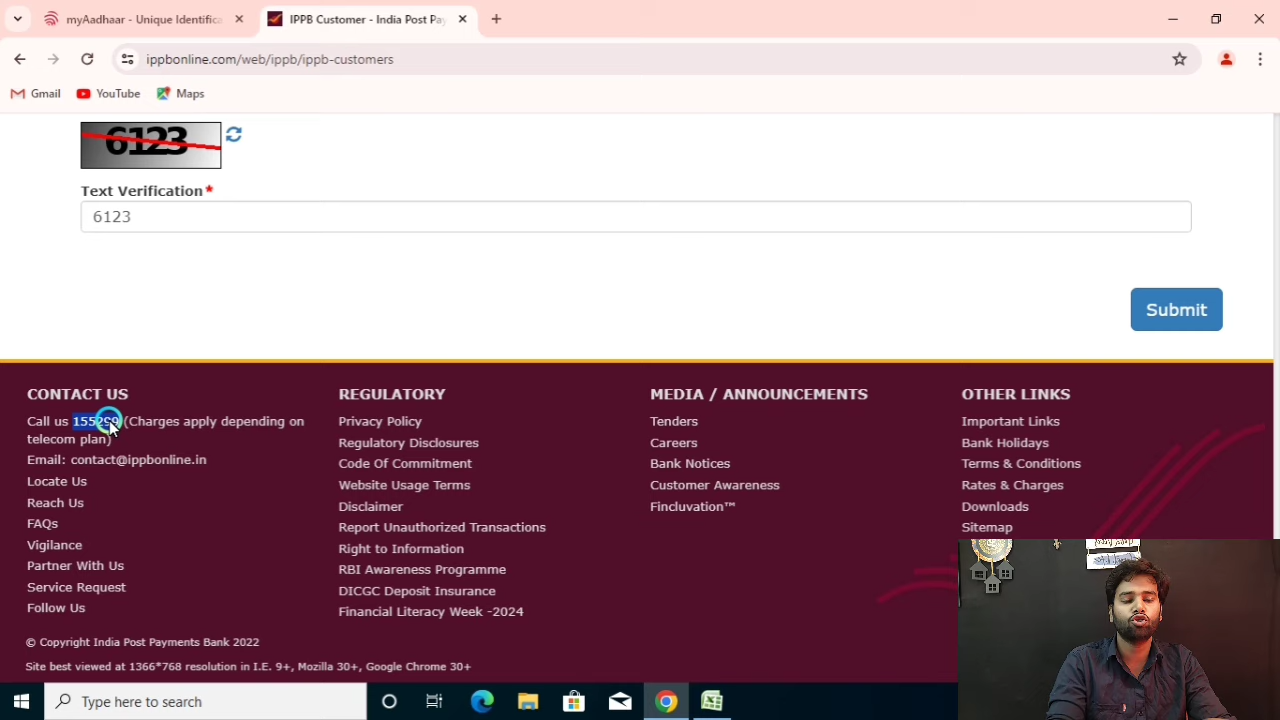 myAadhaar - Unique Identifica
IPPB Customer - India Post Pay
ippbonline.com/web/ippb/ippb-customers
Gmail
YouTube
Maps
6123
Text Verification*
6123
Submit
CONTACT US
Call us 155299 (Charges apply depending on
telecom plan)
Email: contact@ippbonline.in
Locate Us
Reach Us
FAQs
Vigilance
Partner With Us
Service Request
Follow Us
REGULATORY
Privacy Policy
Regulatory Disclosures
Code Of Commitment
Website Usage Terms
Disclaimer
Report Unauthorized Transactions
Right to Information
RBI Awareness Programme
DICGC Deposit Insurance
Financial Literacy Week -2024
MEDIA / ANNOUNCEMENTS
Tenders
Careers
Bank Notices
Customer Awareness
Fincluvation™
OTHER LINKS
Important Links
Bank Holidays
Terms & Conditions
Rates & Charges
Downloads
Sitemap
© Copyright India Post Payments Bank 2022
Site best viewed at 1366*768 resolution in I.E. 9+, Mozilla 30+, Google Chrome 30+
Type here to search